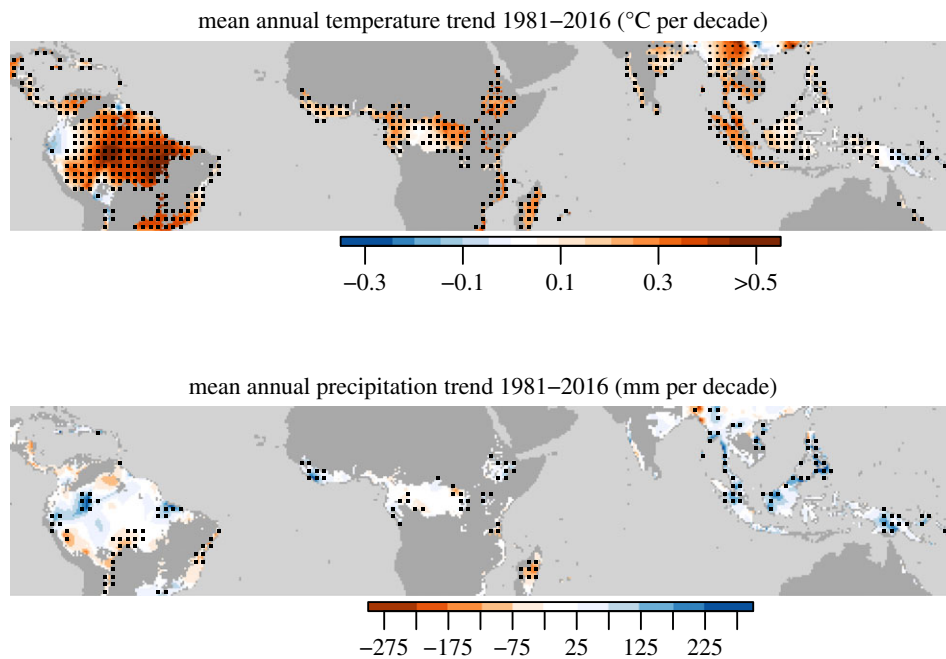 mean annual temperature trend 1981−2016 (°C per decade)
−0.3 −0.1 0.1 0.3 >0.5
mean annual precipitation trend 1981−2016 (mm per decade)
−275 −175 −75 25 125 225